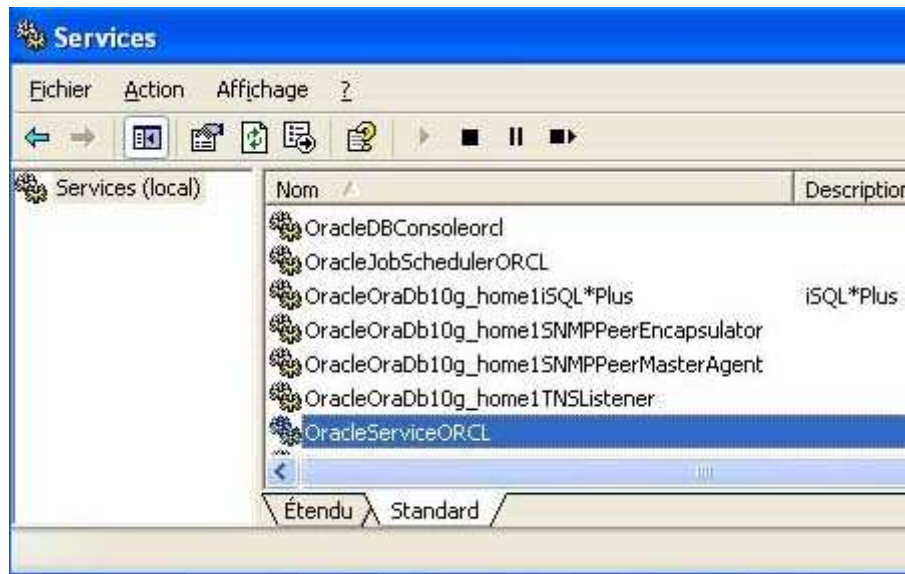 Services
Fichier Action Affichage ?
Services (local)
Nom Description
OracleDBConsoleorcl
OracleJobSchedulerORCL
OracleOraDb10g_home1iSQL*Plus iSQL*Plus
OracleOraDb10g_home1SNMPPeerEncapsulator
OracleOraDb10g_home1SNMPPeerMasterAgent
OracleOraDb10g_home1TNSListener
OracleServiceORCL
Étendu Standard